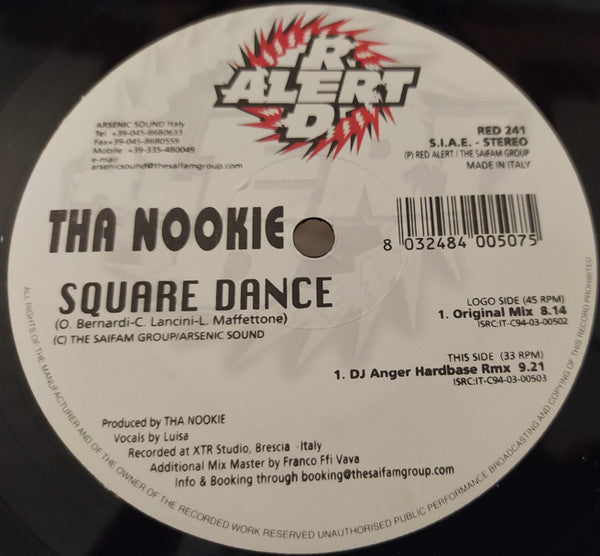 RED
ALERT
ARSENIC SOUND Italy
Tel +39-045-8680633
Fax+39-045-8680559
Mobile +39-335-480049
e-mail:
arsenicsound@thesaifamgroup.com
RED 241
S.I.A.E. - STEREO
(P) RED ALERT / THE SAIFAM GROUP
MADE IN ITALY
THA NOOKIE
8 032484 005075
SQUARE DANCE
(O. Bernardi-C. Lancini-L. Maffettone)
(C) THE SAIFAM GROUP/ARSENIC SOUND
LOGO SIDE (45 RPM)
1. Original Mix 8.14
ISRC:IT-C94-03-00502
THIS SIDE (33 RPM)
1. DJ Anger Hardbase Rmx 9.21
ISRC:IT-C94-03-00503
Produced by THA NOOKIE
Vocals by Luisa
Recorded at XTR Studio, Brescia -Italy
Additional Mix Master by Franco Ffi Vava
Info & Booking through booking@thesaifamgroup.com
ALL RIGHTS OF THE MANUFACTURER AND OF THE OWNER OF THE RECORDED WORK RESERVED UNAUTHORISED PUBLIC PERFORMANCE BROADCASTING AND COPYING OF THIS RECORD PROHIBITED